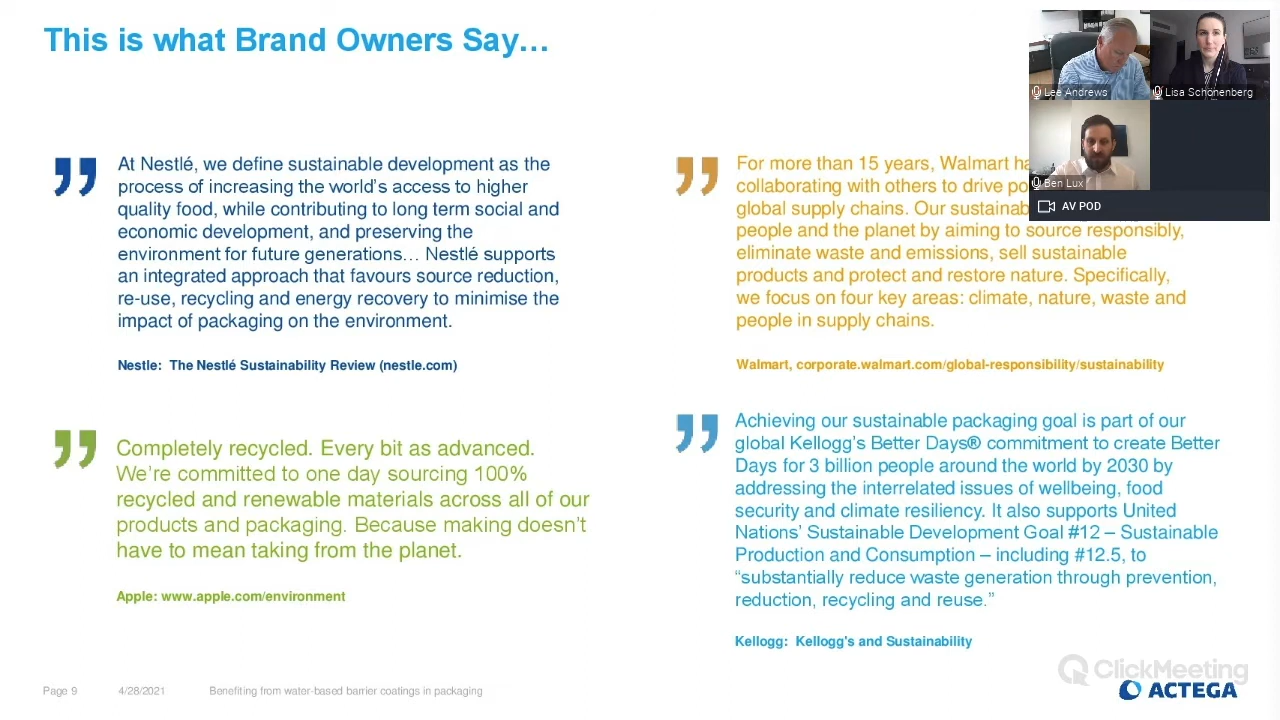 This is what Brand Owners Say…
At Nestlé, we define sustainable development as the
process of increasing the world's access to higher
quality food, while contributing to long term social and
economic development, and preserving the
environment for future generations… Nestlé supports
an integrated approach that favours source reduction,
re-use, recycling and energy recovery to minimise the
impact of packaging on the environment.
Nestle: The Nestlé Sustainability Review (nestle.com)
For more than 15 years, Walmart
collaborating with others to drive
global supply chains. Our
people and the planet by aiming to source responsibly,
eliminate waste and emissions, sell sustainable
products and protect and restore nature. Specifically,
we focus on four key areas: climate, nature, waste and
people in supply chains.
Walmart, corporate.walmart.com/global-responsibility/sustainability
Completely recycled. Every bit as advanced.
We're committed to one day sourcing 100%
recycled and renewable materials across all of our
products and packaging. Because making doesn't
have to mean taking from the planet.
Apple: www.apple.com/environment
Achieving our sustainable packaging goal is part of our
global Kellogg's Better Days® commitment to create Better
Days for 3 billion people around the world by 2030 by
addressing the interrelated issues of wellbeing, food
security and climate resiliency. It also supports United
Nations' Sustainable Development Goal #12 – Sustainable
Production and Consumption – including #12.5, to
“substantially reduce waste generation through prevention,
reduction, recycling and reuse.”
Kellogg: Kellogg's and Sustainability
Lee Andrews
Lisa Schonenberg
Ben Lux
AV POD
Page 9
4/28/2021
Benefiting from water-based barrier coatings in packaging
ClickMeeting
ACTEGA